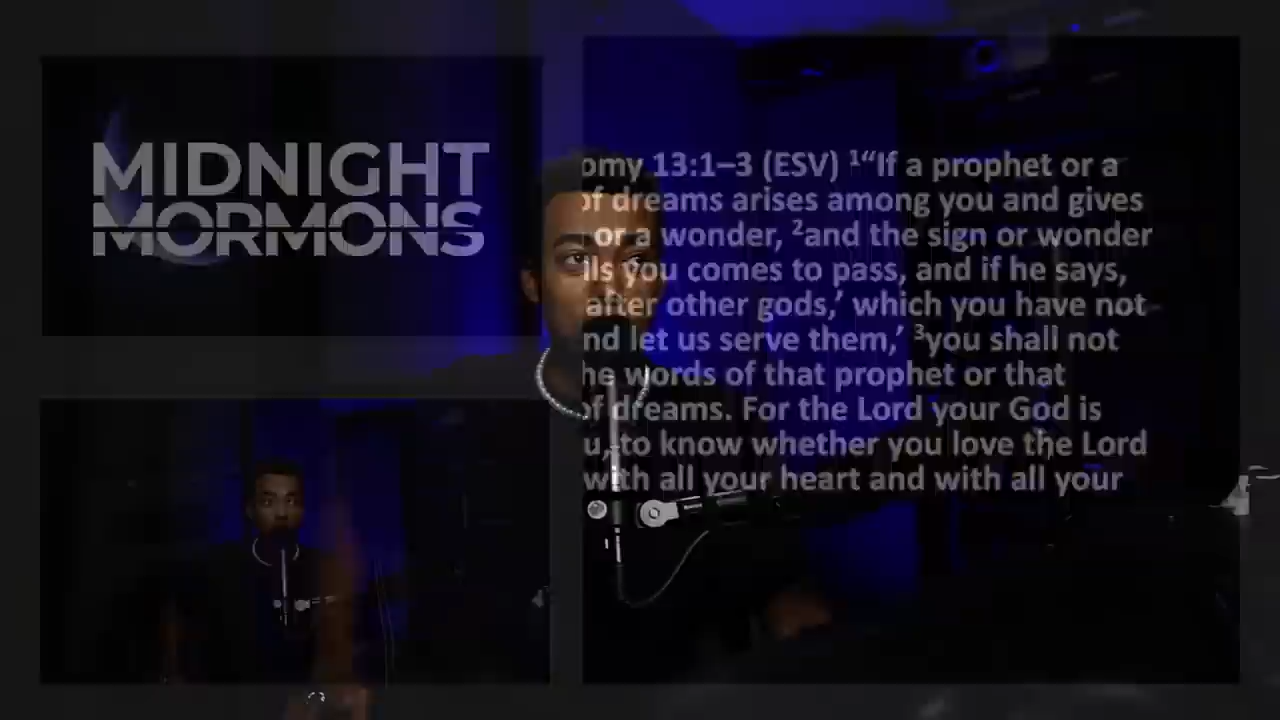 MIDNIGHT
MORMONS
omy 13:1–3 (ESV) ¹“If a prophet or a
of dreams arises among you and gives
or a wonder, ²and the sign or wonder
lls you comes to pass, and if he says,
after other gods,’ which you have not
nd let us serve them,’ ³you shall not
he words of that prophet or that
of dreams. For the Lord your God is
u, to know whether you love the Lord
with all your heart and with all your